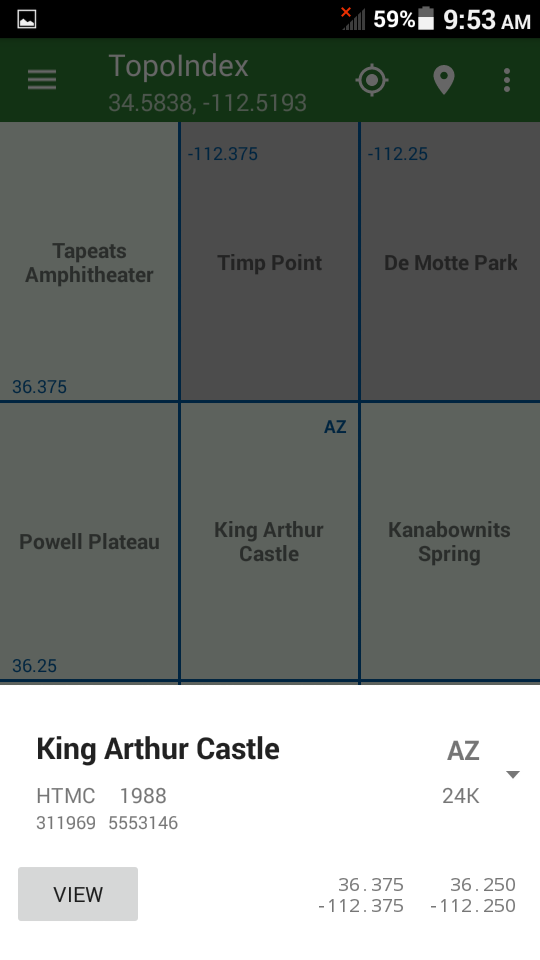 59% 9:53 AM
TopoIndex
34.5838, -112.5193
-112.375 -112.25
Tapeats
Amphitheater
Timp Point
De Motte Park
36.375
AZ
Powell Plateau
King Arthur
Castle
Kanabownits
Spring
36.25
King Arthur Castle AZ
HTMC 1988 24K
311969 5553146
VIEW
36.375 36.250
-112.375 -112.250